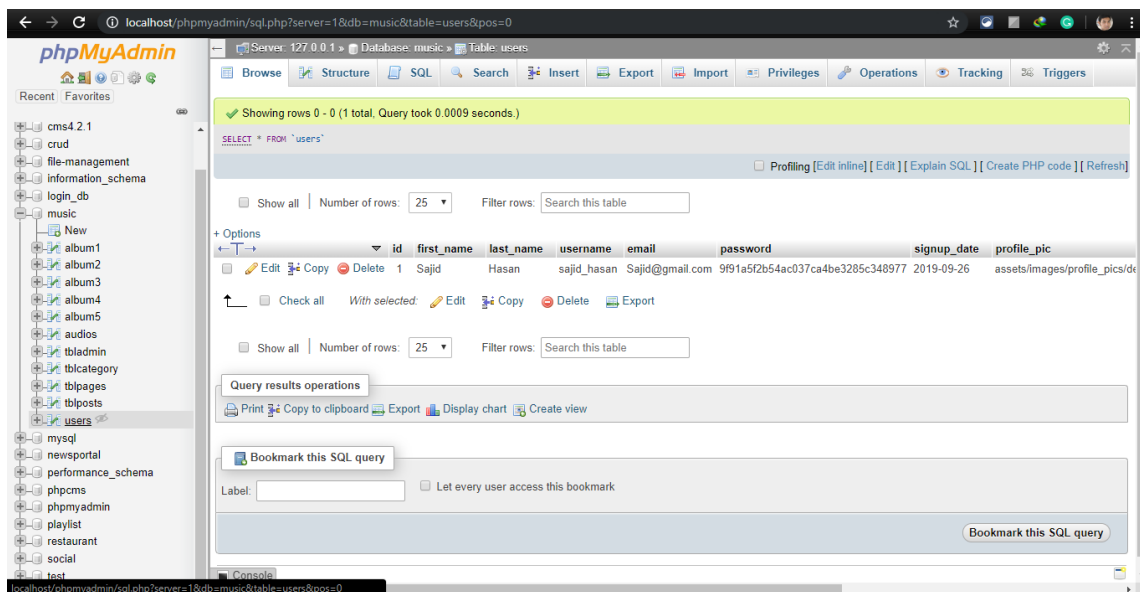 localhost/phpmyadmin/sql.php?server=1&db=music&table=users&pos=0
phpMyAdmin
Recent Favorites
cms4.2.1
crud
file-management
information_schema
login_db
music
New
album1
album2
album3
album4
album5
audios
tbladmin
tblcategory
tblpages
tblposts
users
mysql
newsportal
performance_schema
phpcms
phpmyadmin
playlist
restaurant
social
test
localhost/phpmyadmin/sql.php?server=1&db=music&table=users&pos=0
Server: 127.0.0.1 » Database: music » Table: users
Browse Structure SQL Search Insert Export Import Privileges Operations Tracking Triggers
Showing rows 0 - 0 (1 total, Query took 0.0009 seconds.)
SELECT * FROM `users`
Profiling [Edit inline] [ Edit ] [ Explain SQL ] [ Create PHP code ] [ Refresh]
Show all | Number of rows: 25 Filter rows: Search this table
+ Options
←T→ id first_name last_name username email password signup_date profile_pic
Edit Copy Delete 1 Sajid Hasan sajid_hasan Sajid@gmail.com 9f91a5f2b54ac037ca4be3285c348977 2019-09-26 assets/images/profile_pics/de
Check all With selected: Edit Copy Delete Export
Show all | Number of rows: 25 Filter rows: Search this table
Query results operations
Print Copy to clipboard Export Display chart Create view
Bookmark this SQL query
Label: Let every user access this bookmark
Bookmark this SQL query
Console